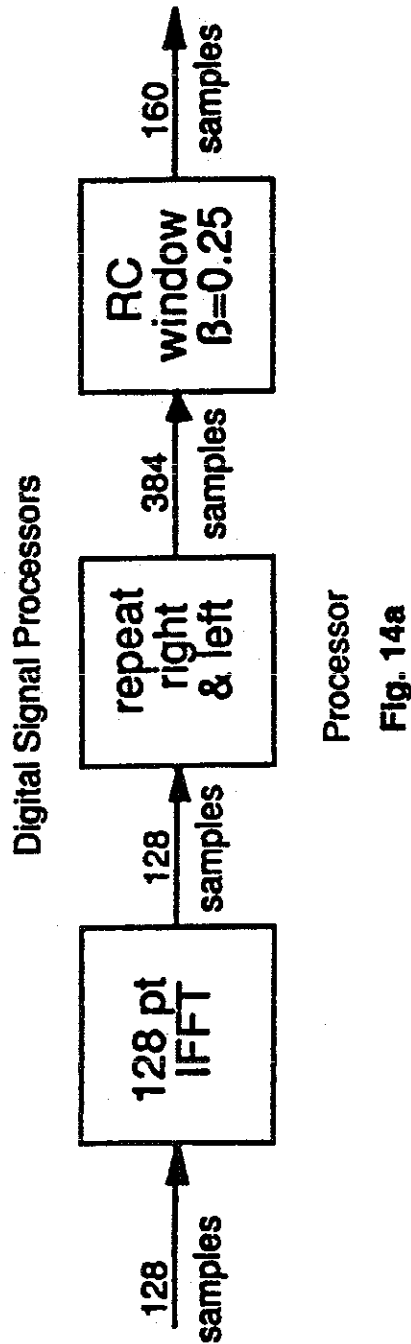 Digital Signal Processors
128
samples
128 pt
IFFT
128
samples
repeat
right
& left
384
samples
RC
window
β=0.25
160
samples
Processor
Fig. 14a